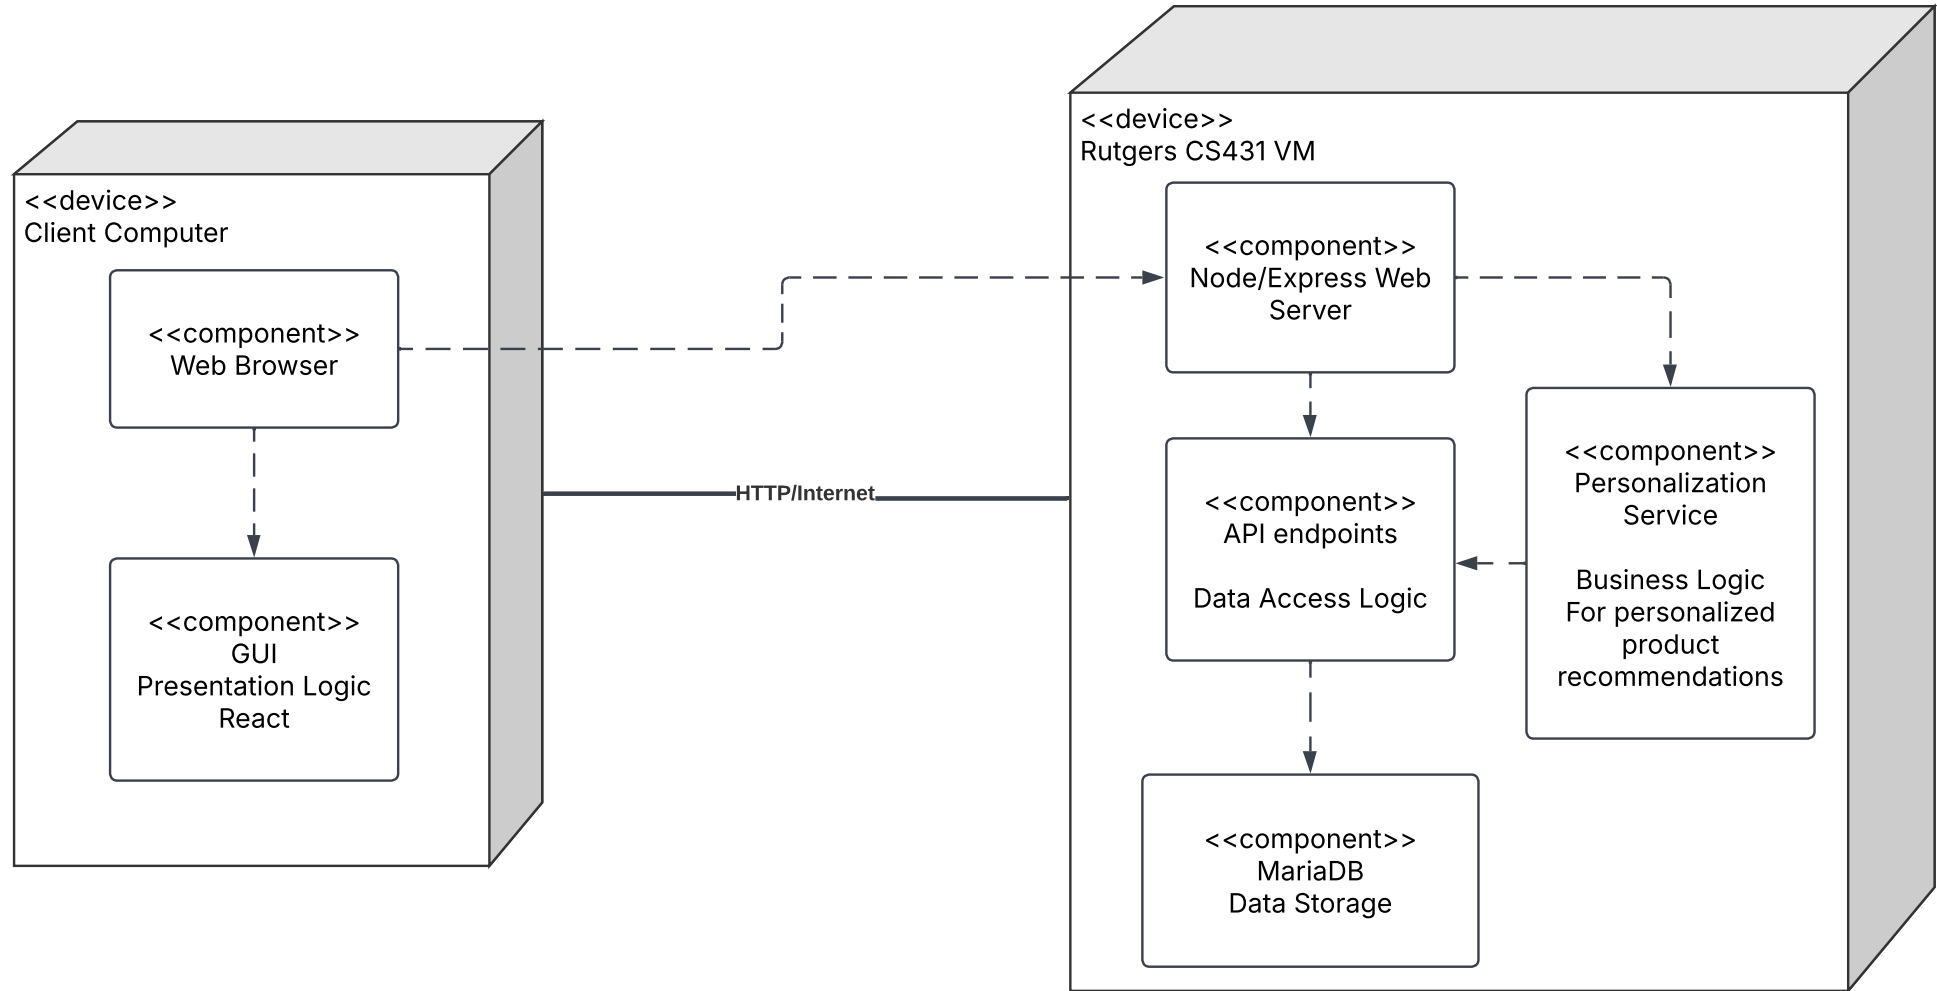 <<device>>
Client Computer
<<component>>
Web Browser
<<component>>
GUI
Presentation Logic
React
HTTP/Internet
<<device>>
Rutgers CS431 VM
<<component>>
Node/Express Web
Server
<<component>>
API endpoints
Data Access Logic
<<component>>
Personalization
Service
Business Logic
For personalized
product
recommendations
<<component>>
MariaDB
Data Storage